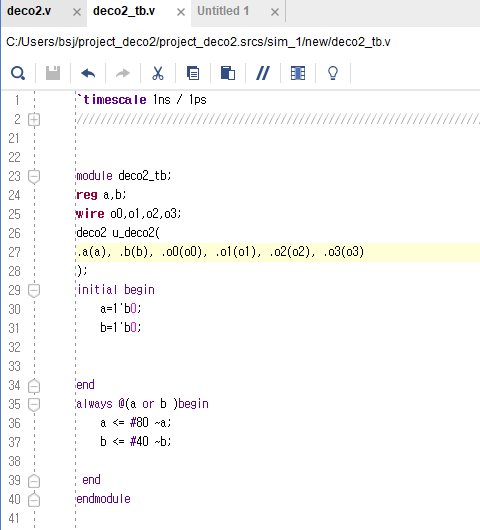 deco2.v × deco2_tb.v × Untitled 1 ×
C:/Users/bsj/project_deco2/project_deco2.srcs/sim_1/new/deco2_tb.v
1 `timescale 1ns / 1ps
2 //////////////////////////////////////////////////////////////////
21
22
23 module deco2_tb;
24 reg a,b;
25 wire o0,o1,o2,o3;
26 deco2 u_deco2(
27 .a(a), .b(b), .o0(o0), .o1(o1), .o2(o2), .o3(o3)
28 );
29 initial begin
30 a=1'b0;
31 b=1'b0;
32
33
34 end
35 always @(a or b )begin
36 a <= #80 ~a;
37 b <= #40 ~b;
38
39 end
40 endmodule
41